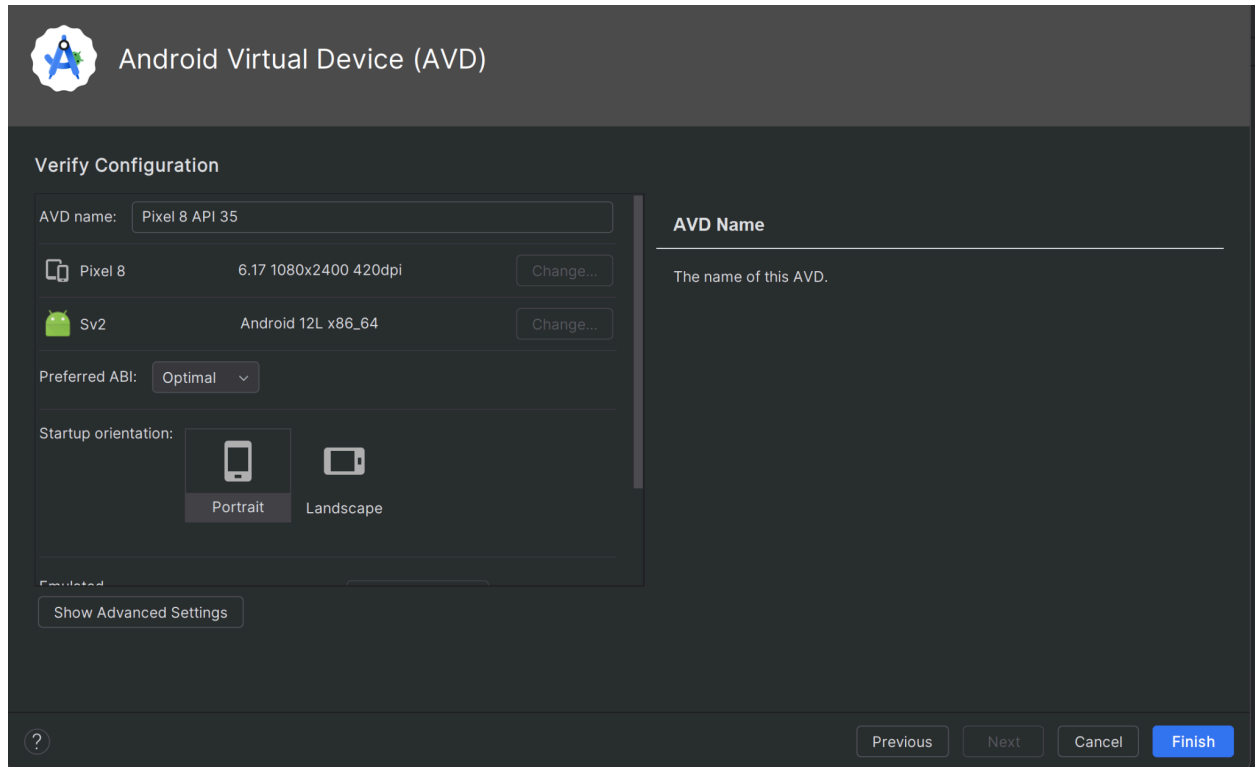 Android Virtual Device (AVD)
Verify Configuration
AVD name: Pixel 8 API 35
Pixel 8 6.17 1080x2400 420dpi Change...
Sv2 Android 12L x86_64 Change...
Preferred ABI: Optimal
Startup orientation:
Portrait Landscape
Emulated
Show Advanced Settings
AVD Name
The name of this AVD.
? Previous Next Cancel Finish